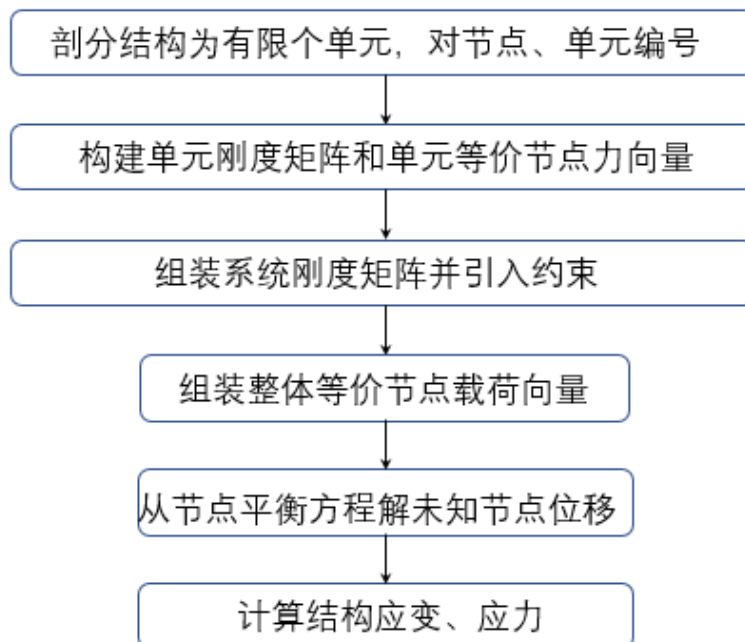 剖分结构为有限个单元，对节点、单元编号
构建单元刚度矩阵和单元等价节点力向量
组装系统刚度矩阵并引入约束
组装整体等价节点载荷向量
从节点平衡方程解未知节点位移
计算结构应变、应力